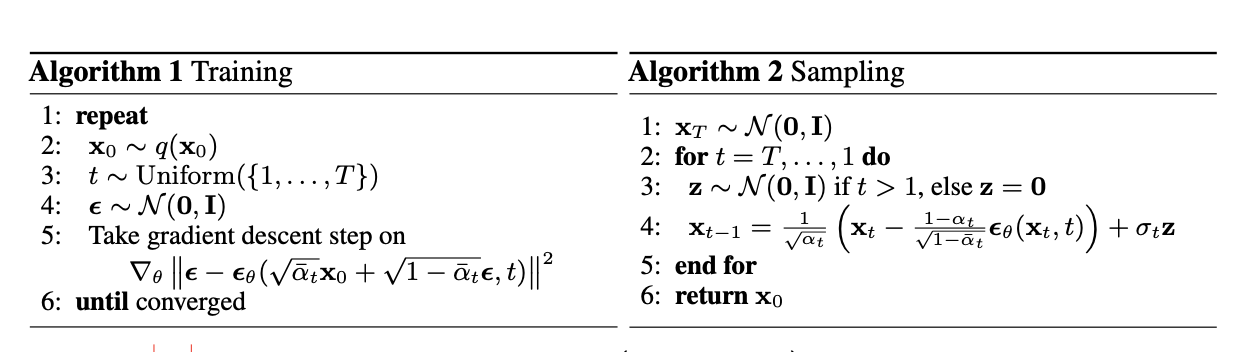 Algorithm 1 Training
1: repeat
2: x₀ ∼ q(x₀)
3: t ∼ Uniform({1, . . . , T})
4: ϵ ∼ 𝒩(0, I)
5: Take gradient descent step on
∇_θ ‖ϵ − ϵ_θ(√ᾱ_t x₀ + √1 − ᾱ_t ϵ, t)‖²
6: until converged
Algorithm 2 Sampling
1: x_T ∼ 𝒩(0, I)
2: for t = T, . . . , 1 do
3: z ∼ 𝒩(0, I) if t > 1, else z = 0
4: x_{t−1} = 1/√α_t (x_t − (1−α_t)/√(1−ᾱ_t) ϵ_θ(x_t, t)) + σ_t z
5: end for
6: return x₀